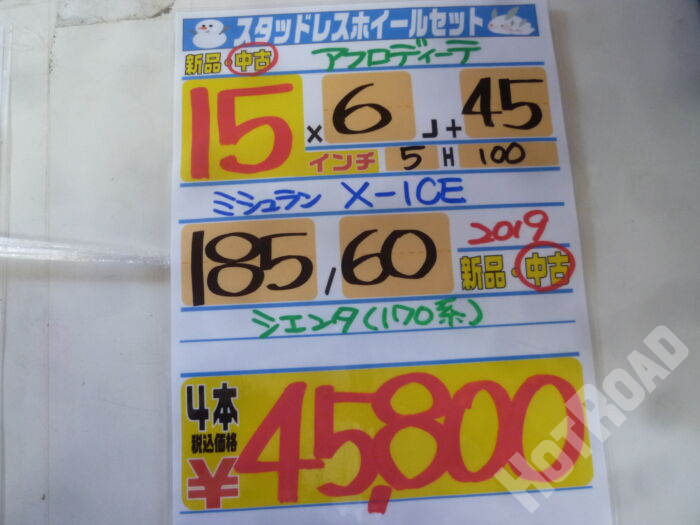 スタッドレスホイールセット
新品・中古 アフロディーテ
15 × 6 J + 45
インチ 5 H 100
ミシュラン X-ICE
185/60 2019
新品・中古
シエンタ(170系)
4本
税込価格
¥45,800
HOTROAD